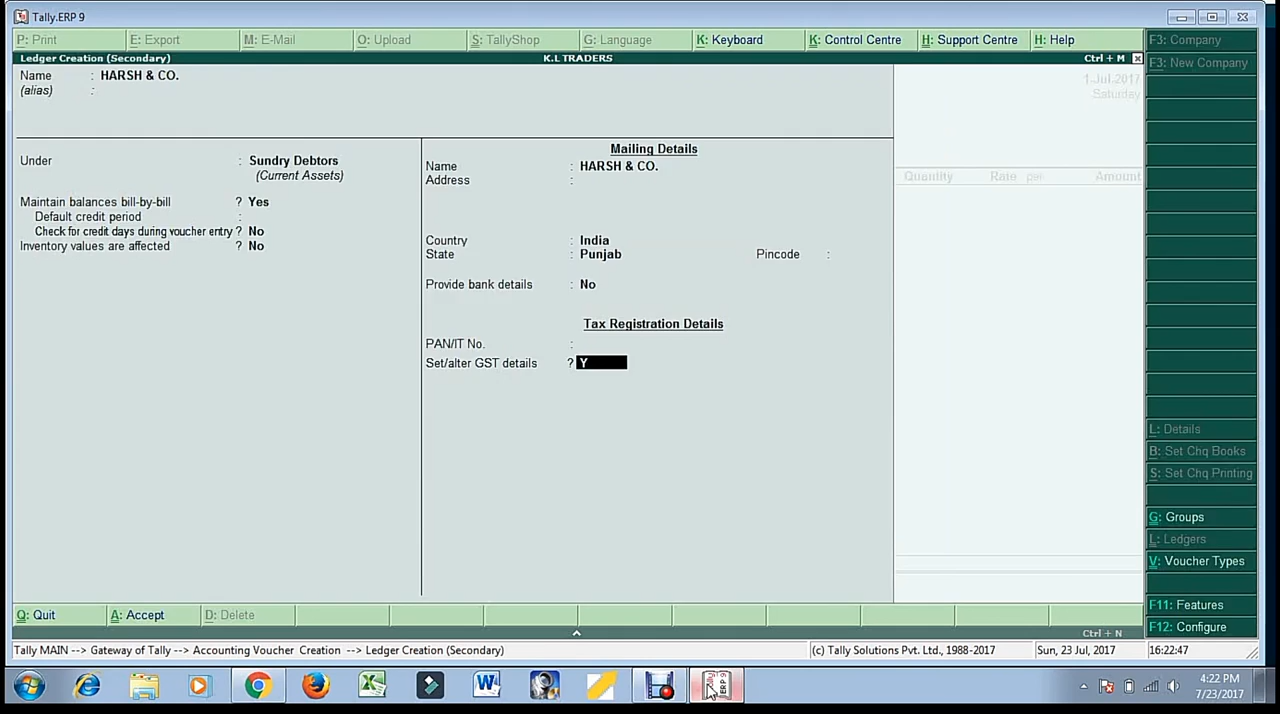 Tally.ERP 9
P: Print E: Export M: E-Mail O: Upload S: TallyShop G: Language K: Keyboard K: Control Centre H: Support Centre H: Help
F3: Company
F3: New Company
Ledger Creation (Secondary) K.L TRADERS Ctrl + M
Name : HARSH & CO.
(alias) :
1-Jul-2017
Saturday
Under : Sundry Debtors
(Current Assets)
Maintain balances bill-by-bill ? Yes
Default credit period :
Check for credit days during voucher entry ? No
Inventory values are affected ? No
Mailing Details
Name : HARSH & CO.
Address :
Country : India
State : Punjab Pincode :
Provide bank details : No
Tax Registration Details
PAN/IT No. :
Set/alter GST details ? Y
Quantity Rate per Amount
L: Details
B: Set Chq Books
S: Set Chq Printing
G: Groups
L: Ledgers
V: Voucher Types
F11: Features
F12: Configure
Q: Quit A: Accept D: Delete
Ctrl + N
Tally MAIN --> Gateway of Tally --> Accounting Voucher Creation --> Ledger Creation (Secondary) (c) Tally Solutions Pvt. Ltd., 1988-2017 Sun, 23 Jul, 2017 16:22:47
4:22 PM
7/23/2017